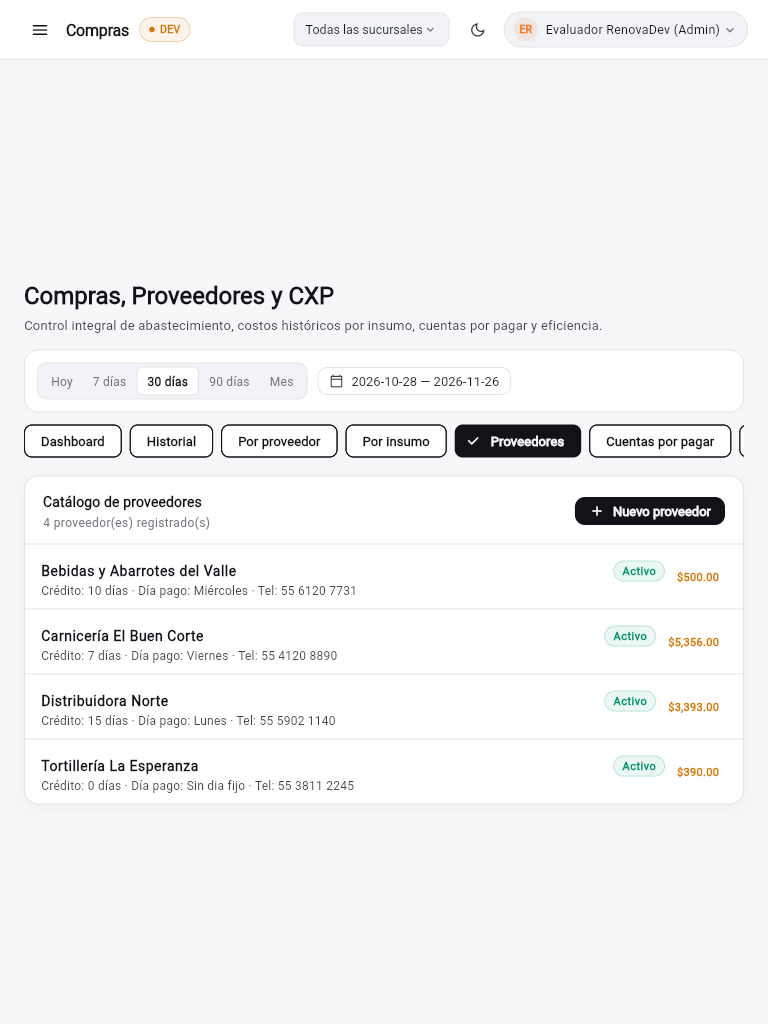 Compras
DEV
Todas las sucursales
ER
Evaluador RenovaDev (Admin)
Compras, Proveedores y CXP
Control integral de abastecimiento, costos históricos por insumo, cuentas por pagar y eficiencia.
Hoy
7 días
30 días
90 días
Mes
2026-10-28 — 2026-11-26
Dashboard
Historial
Por proveedor
Por insumo
Proveedores
Cuentas por pagar
Catálogo de proveedores
4 proveedor(es) registrado(s)
Nuevo proveedor
Bebidas y Abarrotes del Valle
Crédito: 10 días · Día pago: Miércoles · Tel: 55 6120 7731
Activo
$500.00
Carnicería El Buen Corte
Crédito: 7 días · Día pago: Viernes · Tel: 55 4120 8890
Activo
$5,356.00
Distribuidora Norte
Crédito: 15 días · Día pago: Lunes · Tel: 55 5902 1140
Activo
$3,393.00
Tortillería La Esperanza
Crédito: 0 días · Día pago: Sin dia fijo · Tel: 55 3811 2245
Activo
$390.00